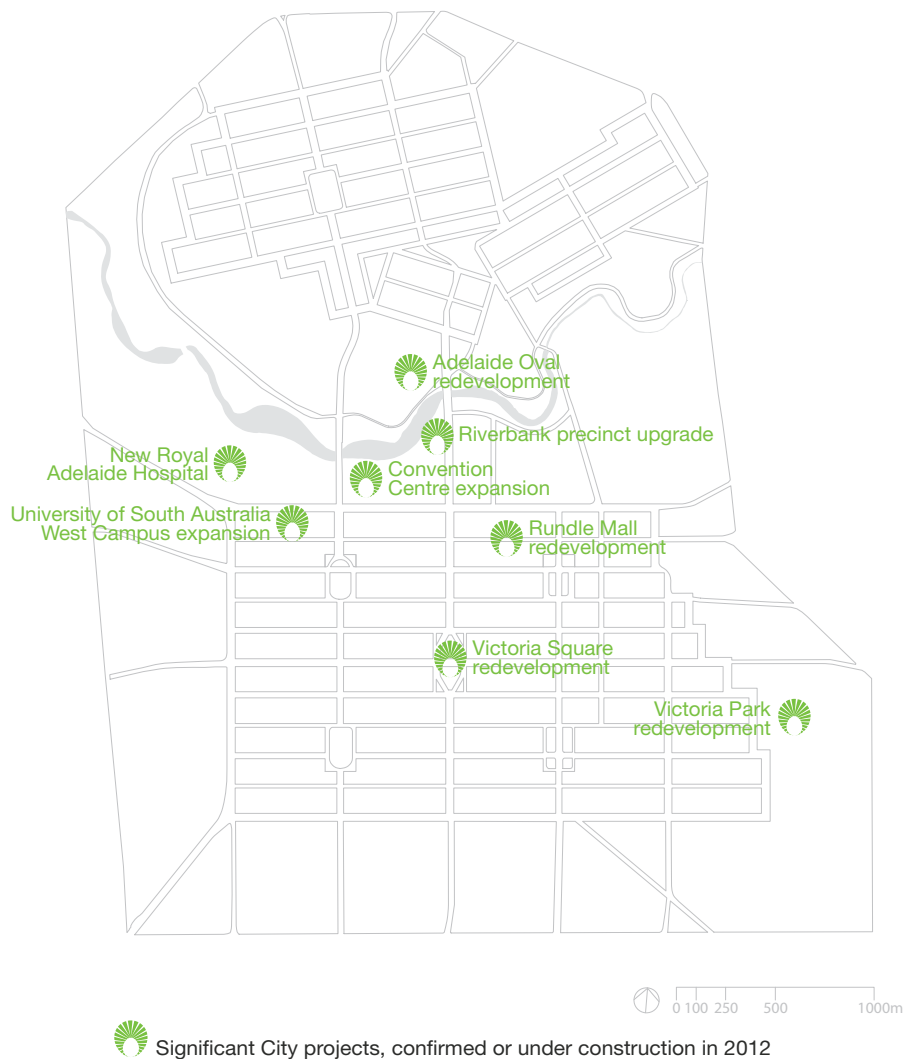 Adelaide Oval
redevelopment
Riverbank precinct upgrade
New Royal
Adelaide Hospital
Convention
Centre expansion
University of South Australia
West Campus expansion
Rundle Mall
redevelopment
Victoria Square
redevelopment
Victoria Park
redevelopment
0 100 250 500 1000m
Significant City projects, confirmed or under construction in 2012